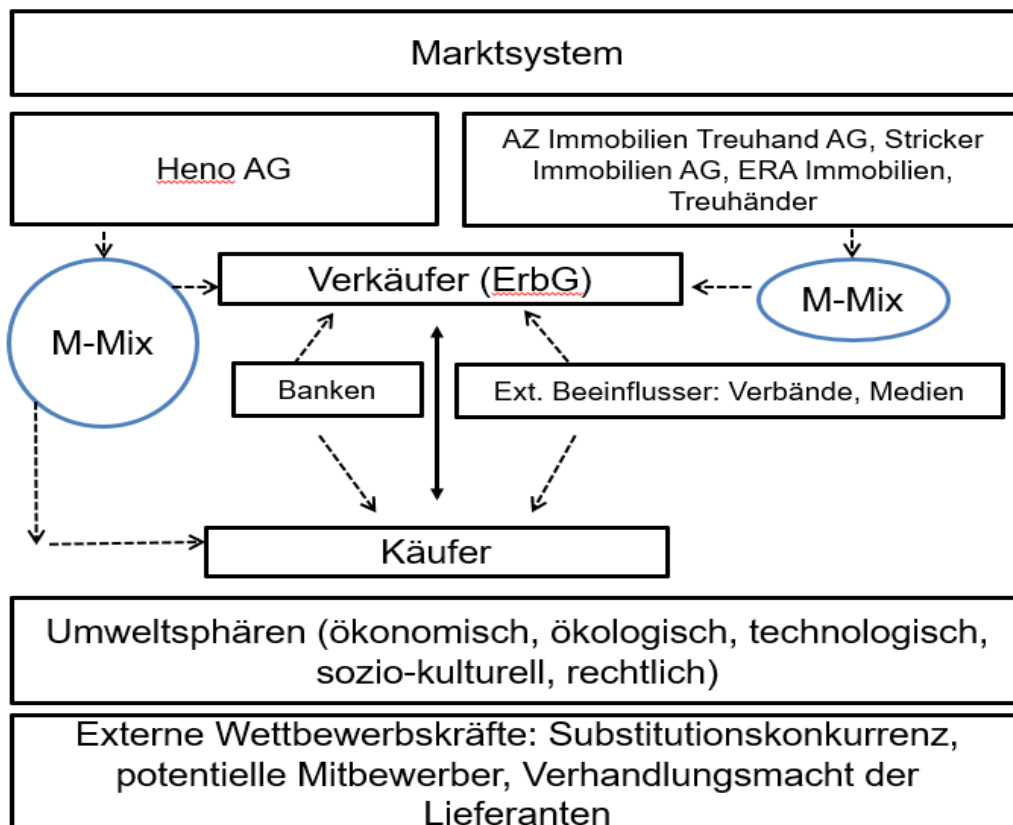 Marktsystem
Heno AG
AZ Immobilien Treuhand AG, Stricker
Immobilien AG, ERA Immobilien,
Treuhänder
Verkäufer (ErbG)
M-Mix
M-Mix
Banken
Ext. Beeinflusser: Verbände, Medien
Käufer
Umweltsphären (ökonomisch, ökologisch, technologisch,
sozio-kulturell, rechtlich)
Externe Wettbewerbskräfte: Substitutionskonkurrenz,
potentielle Mitbewerber, Verhandlungsmacht der
Lieferanten